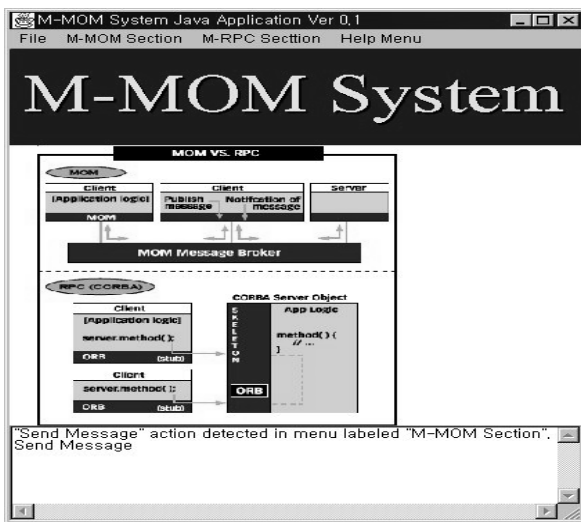 M-MOM System Java Application Ver 0,1
File M-MOM Section M-RPC Secttion Help Menu
M-MOM System
MOM VS. RPC
MOM
Client
[Application logic]
MOM
Client
Publish message
Notifcation of message
Server
MOM Message Broker
RPC (CORBA)
Client
[Application logic]
server.method( );
ORB (stub)
Client
server.method( );
ORB (stub)
CORBA Server Object
SKELETON
ORB
App Logic
method( ) {
// ...
}
"Send Message" action detected in menu labeled "M-MOM Section",
Send Message